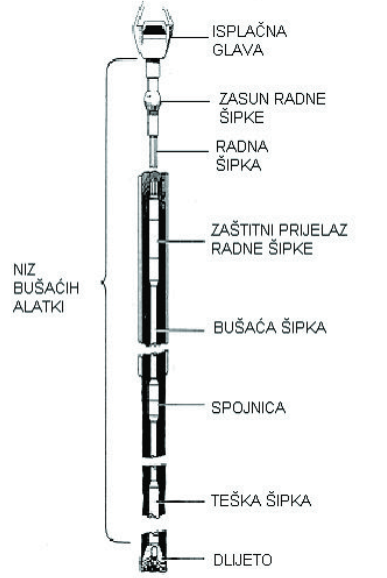 ISPLAČNA
GLAVA
ZASUN RADNE
ŠIPKE
RADNA
ŠIPKA
ZAŠTITNI PRIJELAZ
RADNE ŠIPKE
NIZ
BUŠAĆIH
ALATKI
BUŠAĆA ŠIPKA
SPOJNICA
TEŠKA ŠIPKA
DLIJETO